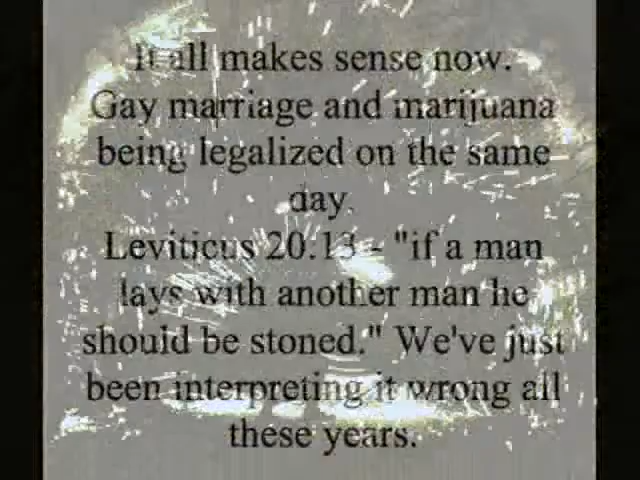 It all makes sense now.
Gay marriage and marijuana
being legalized on the same
day.
Leviticus 20:13 - "if a man
lays with another man he
should be stoned." We've just
been interpreting it wrong all
these years.